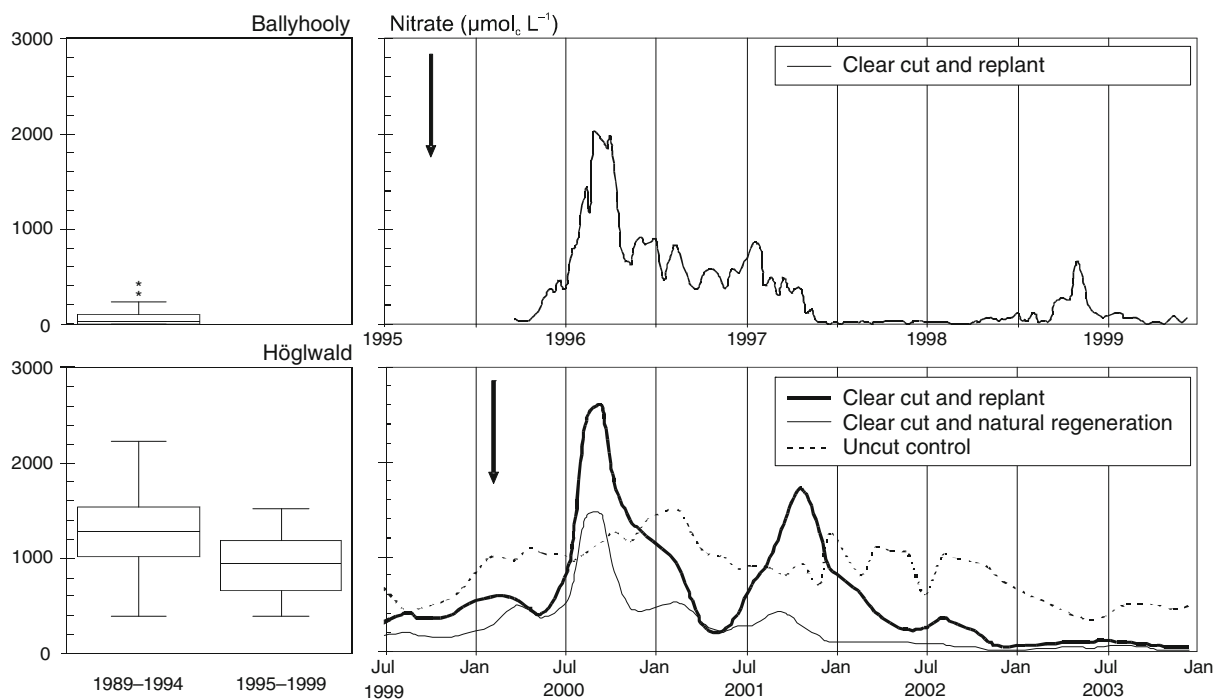 Ballyhooly
Nitrate (µmolc L–1)
3000
2000
1000
0
* *
Clear cut and replant
1995 1996 1997 1998 1999
Höglwald
3000
2000
1000
0
1989–1994 1995–1999
Clear cut and replant
Clear cut and natural regeneration
Uncut control
Jul Jan Jul Jan Jul Jan Jul Jan Jul Jan
1999 2000 2001 2002 2003